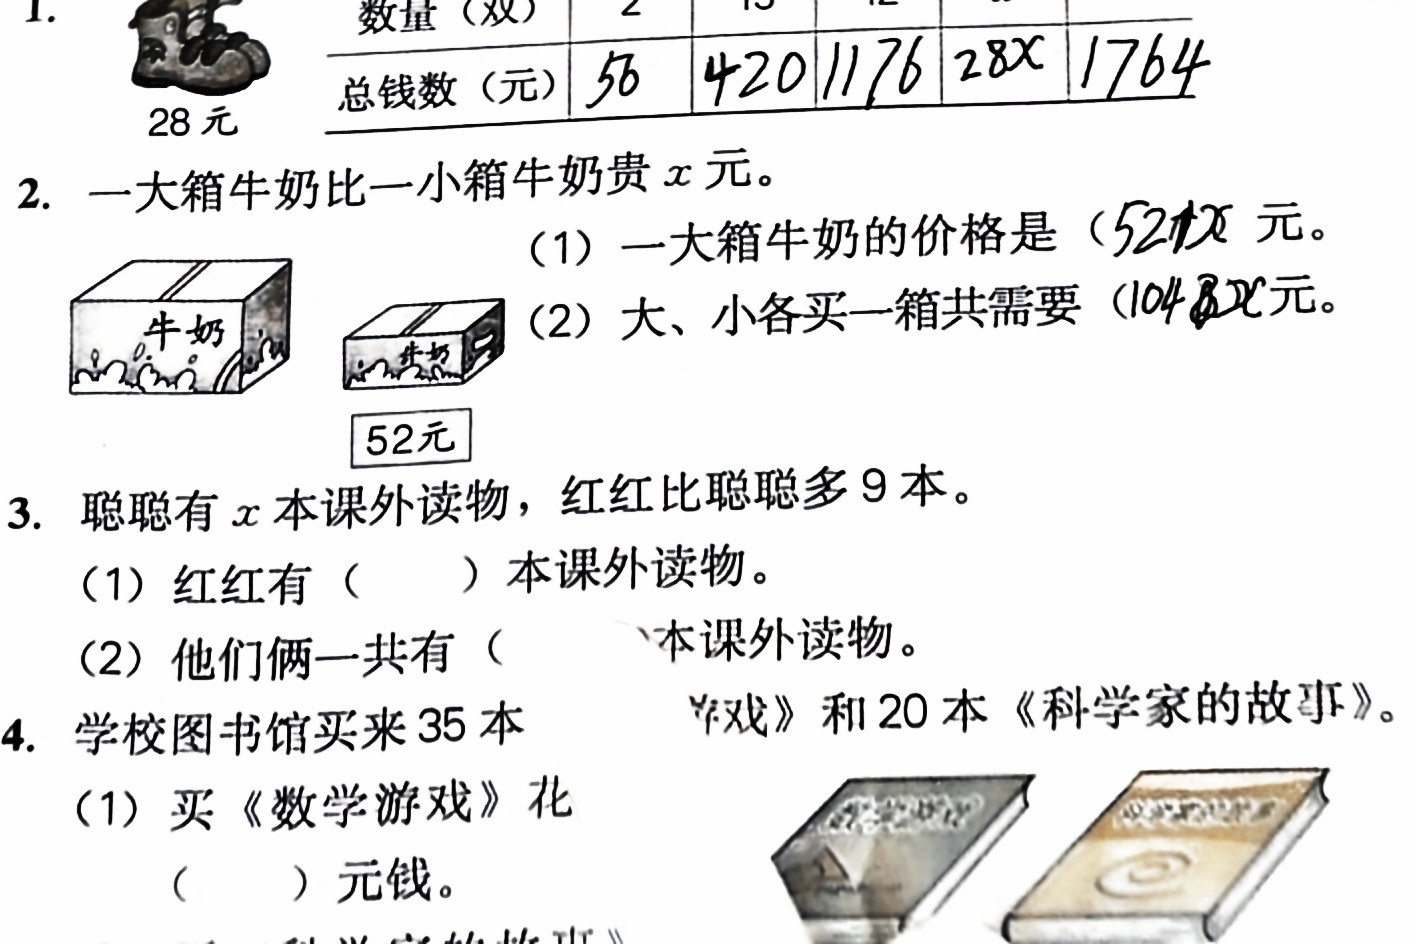 1.
数量（双） 2 15
总钱数（元） 56 420 1176 28x 1764
28元
2. 一大箱牛奶比一小箱牛奶贵 x 元。
（1）一大箱牛奶的价格是（52+x 元。
（2）大、小各买一箱共需要（104 x元。
牛奶
牛奶
52元
3. 聪聪有 x 本课外读物，红红比聪聪多 9 本。
（1）红红有（ ）本课外读物。
（2）他们俩一共有（ ）本课外读物。
4. 学校图书馆买来 35 本 戏》和 20 本《科学家的故事》。
（1）买《数学游戏》花
（ ）元钱。
科学家的故事》